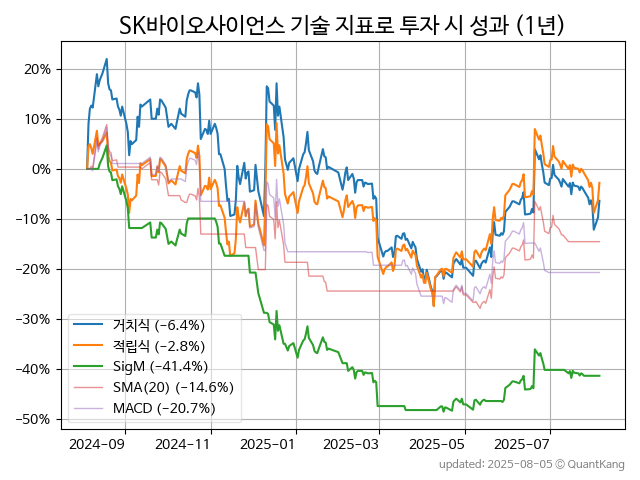 SK바이오사이언스 기술 지표로 투자 시 성과 (1년)
20%
10%
0%
−10%
−20%
−30%
−40%
−50%
거치식 (−6.4%)
적립식 (−2.8%)
SigM (−41.4%)
SMA(20) (−14.6%)
MACD (−20.7%)
2024−09
2024−11
2025−01
2025−03
2025−05
2025−07
updated: 2025-08-05 © QuantKang